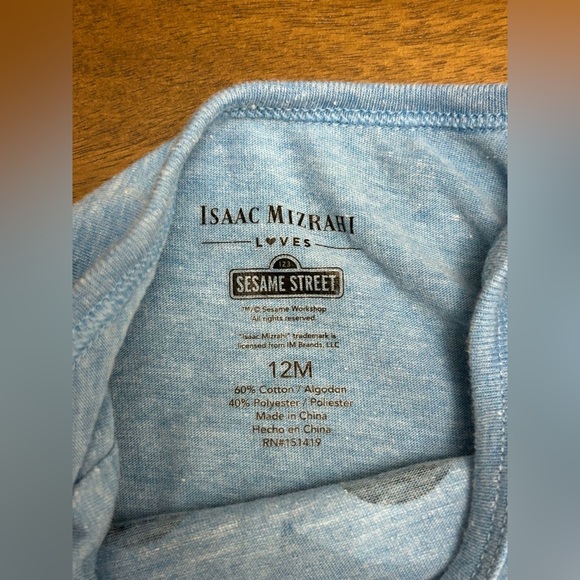 ISAAC MIZRAHI
L♥VES
123
SESAME STREET
™/© Sesame Workshop
All rights reserved.
"Isaac Mizrahi" trademark is
licensed from IM Brands, LLC
12M
60% Cotton / Algodon
40% Polyester / Poliester
Made in China
Hecho en China
RN#151419